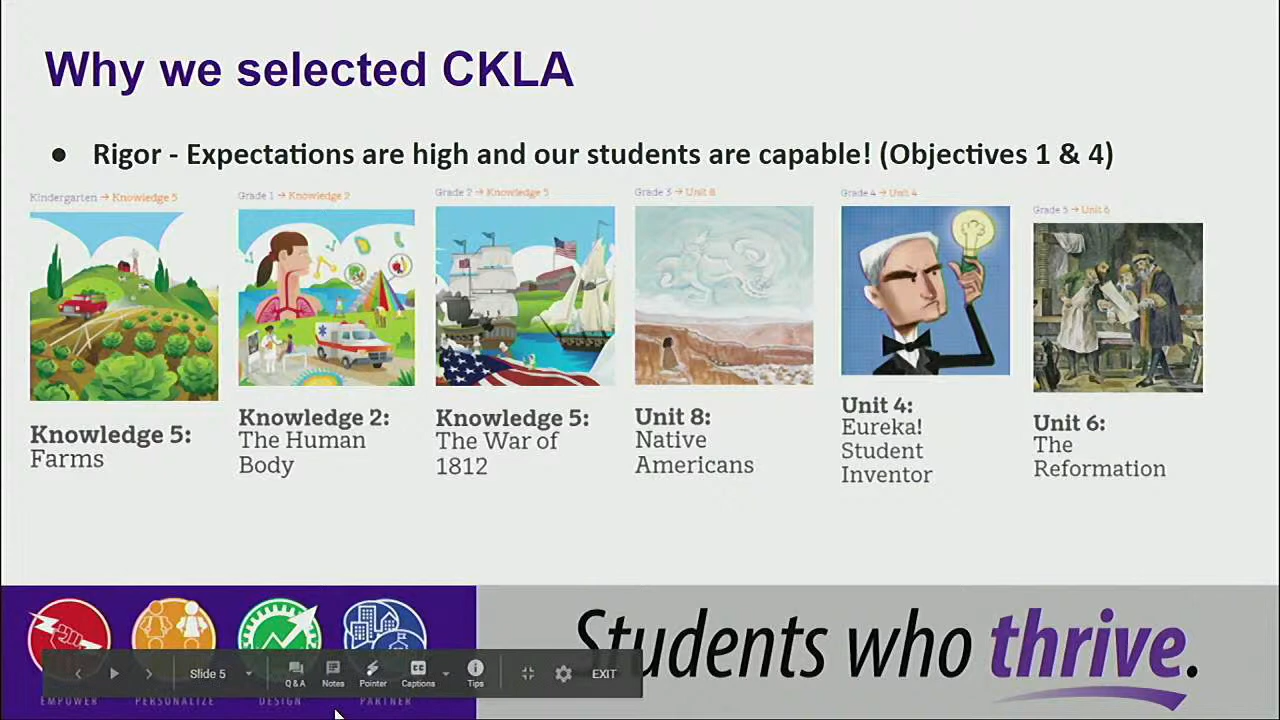 Why we selected CKLA
● Rigor - Expectations are high and our students are capable! (Objectives 1 & 4)
Kindergarten → Knowledge 5
Grade 1 → Knowledge 2
Grade 2 → Knowledge 5
Grade 3 → Unit 8
Grade 4 → Unit 4
Grade 5 → Unit 6
Knowledge 5:
Farms
Knowledge 2:
The Human
Body
Knowledge 5:
The War of
1812
Unit 8:
Native
Americans
Unit 4:
Eureka!
Student
Inventor
Unit 6:
The
Reformation
Students who thrive.
Slide 5
Q & A
Notes
Pointer
CC
Captions
Tips
EXIT
EMPOWER
PERSONALIZE
DESIGN
PARTNER